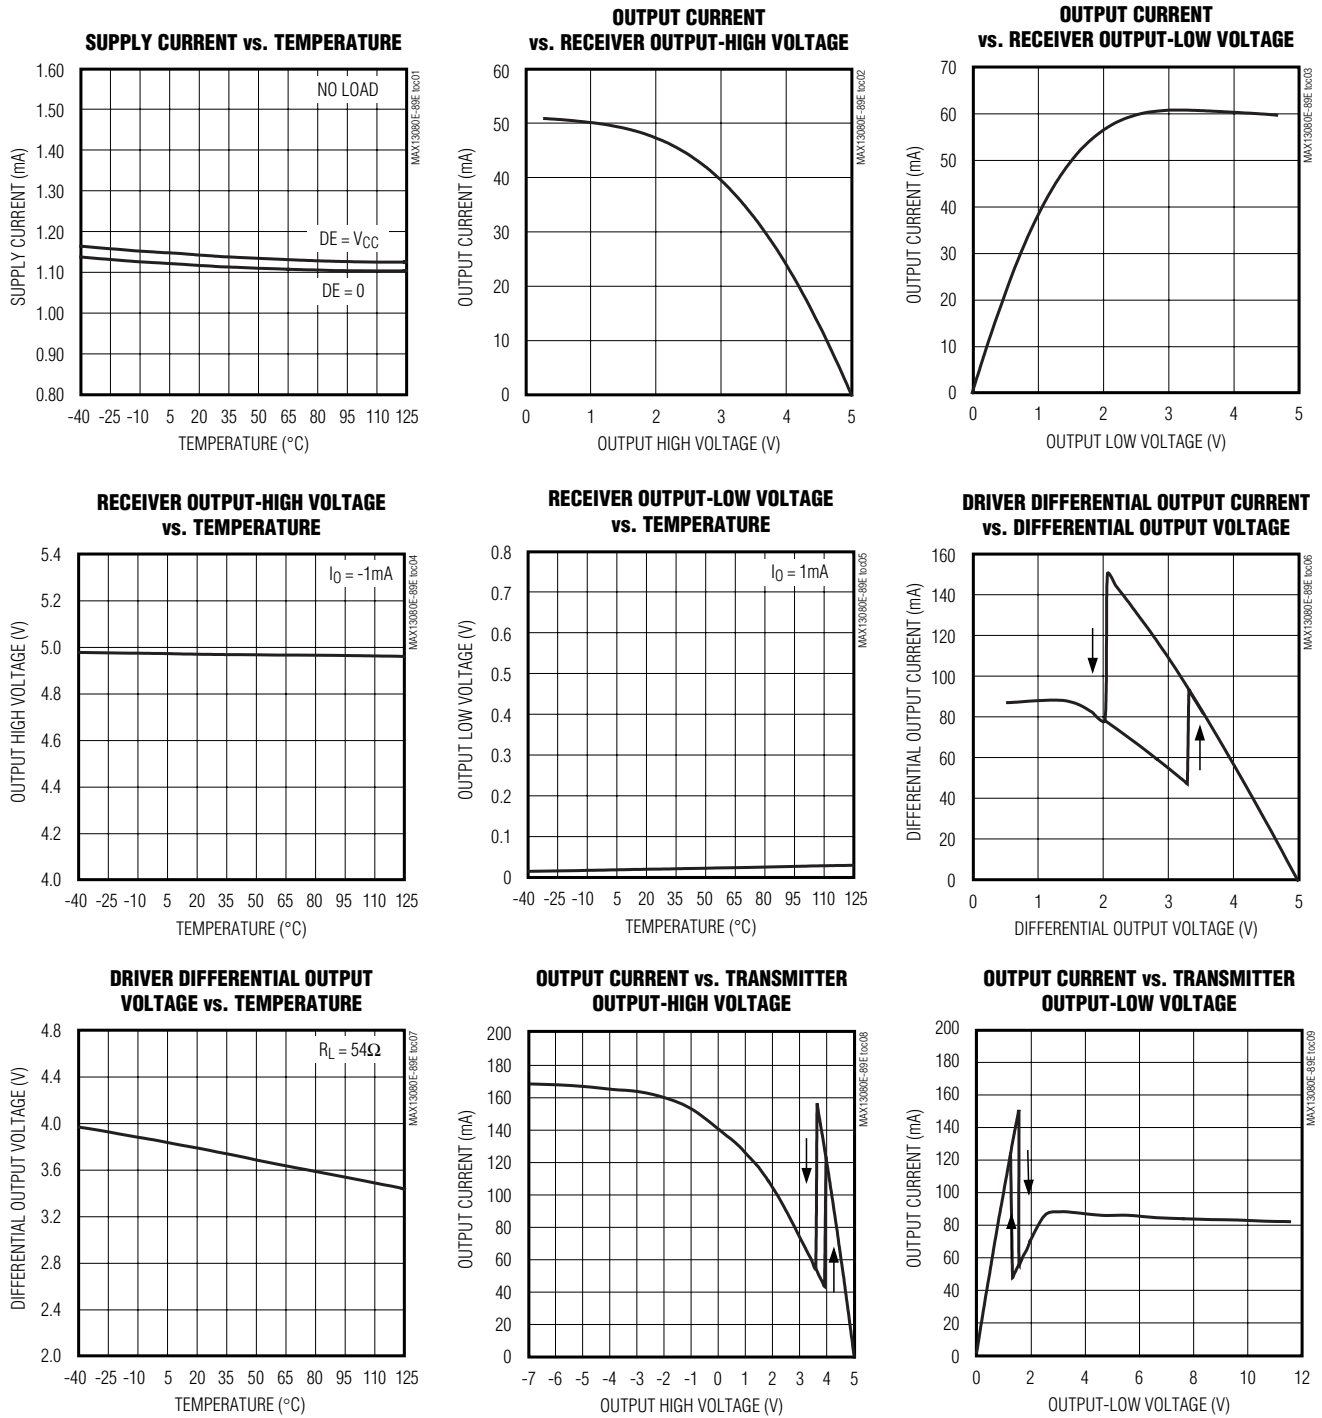 SUPPLY CURRENT vs. TEMPERATURE
1.60
1.50
1.40
1.30
1.20
1.10
1.00
0.90
0.80
SUPPLY CURRENT (mA)
NO LOAD
DE = VCC
DE = 0
-40 -25 -10 5 20 35 50 65 80 95 110 125
TEMPERATURE (°C)
MAX13080E-89E toc01
OUTPUT CURRENT
vs. RECEIVER OUTPUT-HIGH VOLTAGE
60
50
40
30
20
10
0
OUTPUT CURRENT (mA)
0 1 2 3 4 5
OUTPUT HIGH VOLTAGE (V)
MAX13080E-89E toc02
OUTPUT CURRENT
vs. RECEIVER OUTPUT-LOW VOLTAGE
70
60
50
40
30
20
10
0
OUTPUT CURRENT (mA)
0 1 2 3 4 5
OUTPUT LOW VOLTAGE (V)
MAX13080E-89E toc03
RECEIVER OUTPUT-HIGH VOLTAGE
vs. TEMPERATURE
5.4
5.2
5.0
4.8
4.6
4.4
4.2
4.0
OUTPUT HIGH VOLTAGE (V)
IO = -1mA
-40 -25 -10 5 20 35 50 65 80 95 110 125
TEMPERATURE (°C)
MAX13080E-89E toc04
RECEIVER OUTPUT-LOW VOLTAGE
vs. TEMPERATURE
0.8
0.7
0.6
0.5
0.4
0.3
0.2
0.1
0
OUTPUT LOW VOLTAGE (V)
IO = 1mA
-40 -25 -10 5 20 35 50 65 80 95 110 125
TEMPERATURE (°C)
MAX13080E-89E toc05
DRIVER DIFFERENTIAL OUTPUT CURRENT
vs. DIFFERENTIAL OUTPUT VOLTAGE
160
140
120
100
80
60
40
20
0
DIFFERENTIAL OUTPUT CURRENT (mA)
0 1 2 3 4 5
DIFFERENTIAL OUTPUT VOLTAGE (V)
MAX13080E-89E toc06
DRIVER DIFFERENTIAL OUTPUT
VOLTAGE vs. TEMPERATURE
4.8
4.4
4.0
3.6
3.2
2.8
2.4
2.0
DIFFERENTIAL OUTPUT VOLTAGE (V)
RL = 54Ω
-40 -25 -10 5 20 35 50 65 80 95 110 125
TEMPERATURE (°C)
MAX13080E-89E toc07
OUTPUT CURRENT vs. TRANSMITTER
OUTPUT-HIGH VOLTAGE
200
180
160
140
120
100
80
60
40
20
0
OUTPUT CURRENT (mA)
-7 -6 -5 -4 -3 -2 -1 0 1 2 3 4 5
OUTPUT HIGH VOLTAGE (V)
MAX13080E-89E toc08
OUTPUT CURRENT vs. TRANSMITTER
OUTPUT-LOW VOLTAGE
200
180
160
140
120
100
80
60
40
20
0
OUTPUT CURRENT (mA)
0 2 4 6 8 10 12
OUTPUT-LOW VOLTAGE (V)
MAX13080E-89E toc09